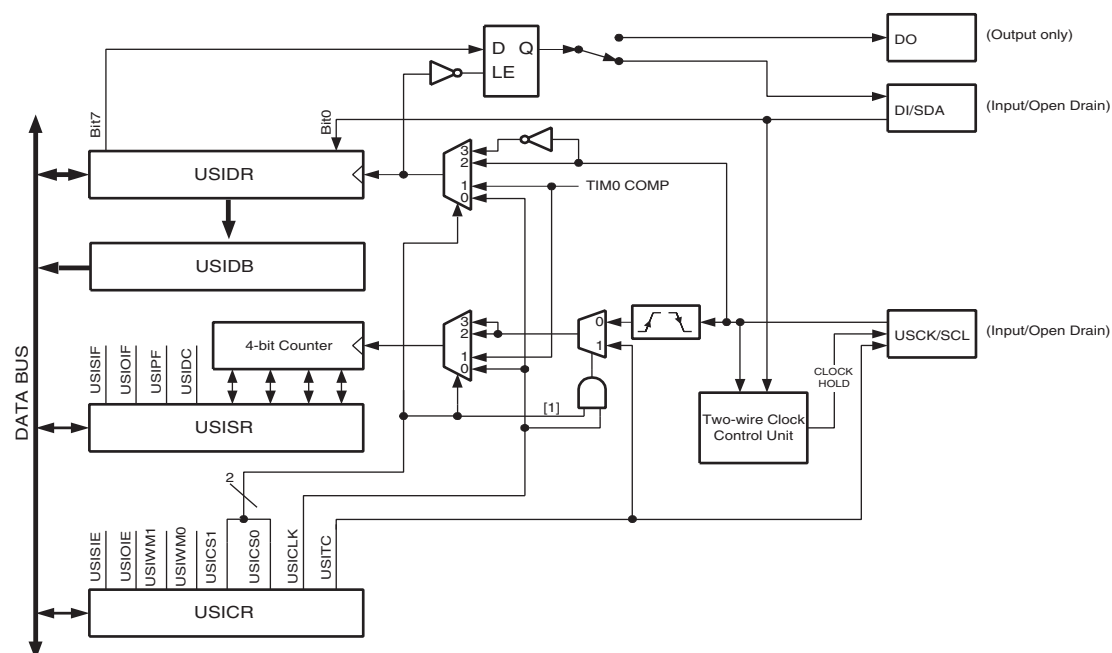 D Q
LE
DO
(Output only)
DI/SDA
(Input/Open Drain)
Bit7
Bit0
USIDR
3
2
1
0
TIM0 COMP
USIDB
DATA BUS
4-bit Counter
3
2
1
0
0
1
USCK/SCL
(Input/Open Drain)
CLOCK
HOLD
USISIF
USIOIF
USIPF
USIDC
[1]
USISR
Two-wire Clock
Control Unit
2
USISIE
USIOIE
USIWM1
USIWM0
USICS1
USICS0
USICLK
USITC
USICR